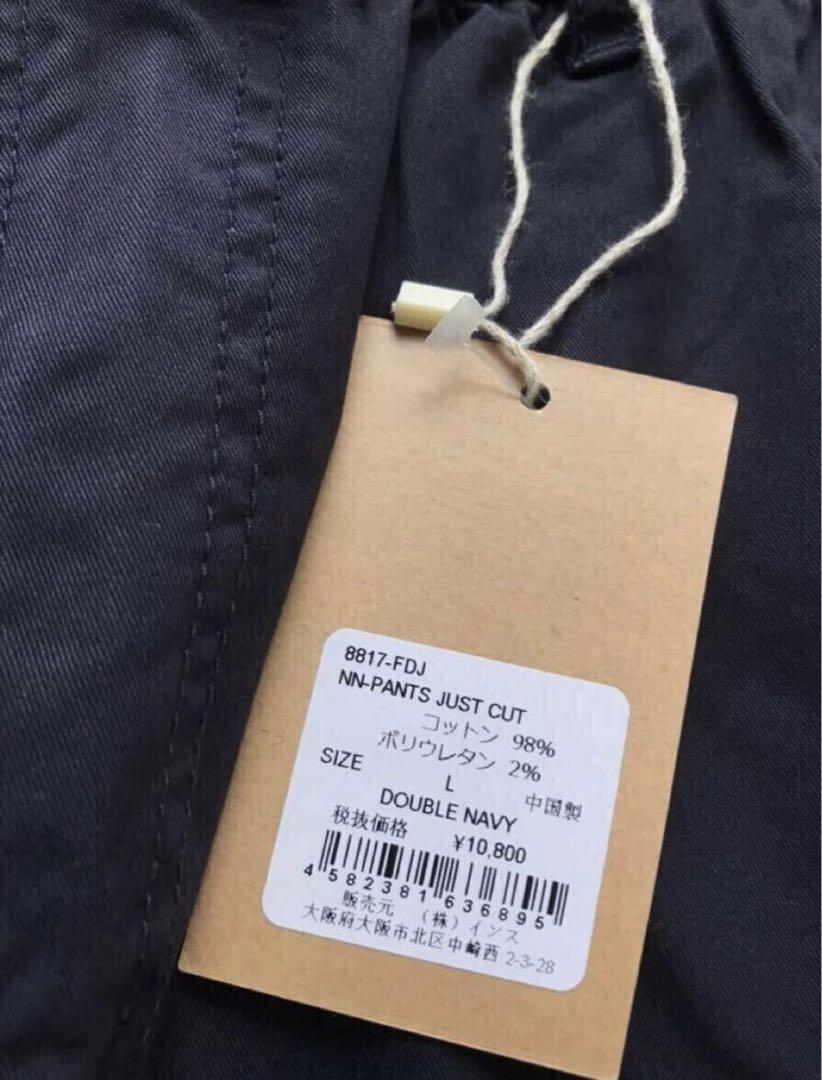 8817-FDJ
NN-PANTS JUST CUT
コットン 98%
ポリウレタン 2%
SIZE L
中国製
DOUBLE NAVY
税抜価格 ¥10,800
4 582381 636895
販売元 (株)インス
大阪府大阪市北区中崎西 2-3-28